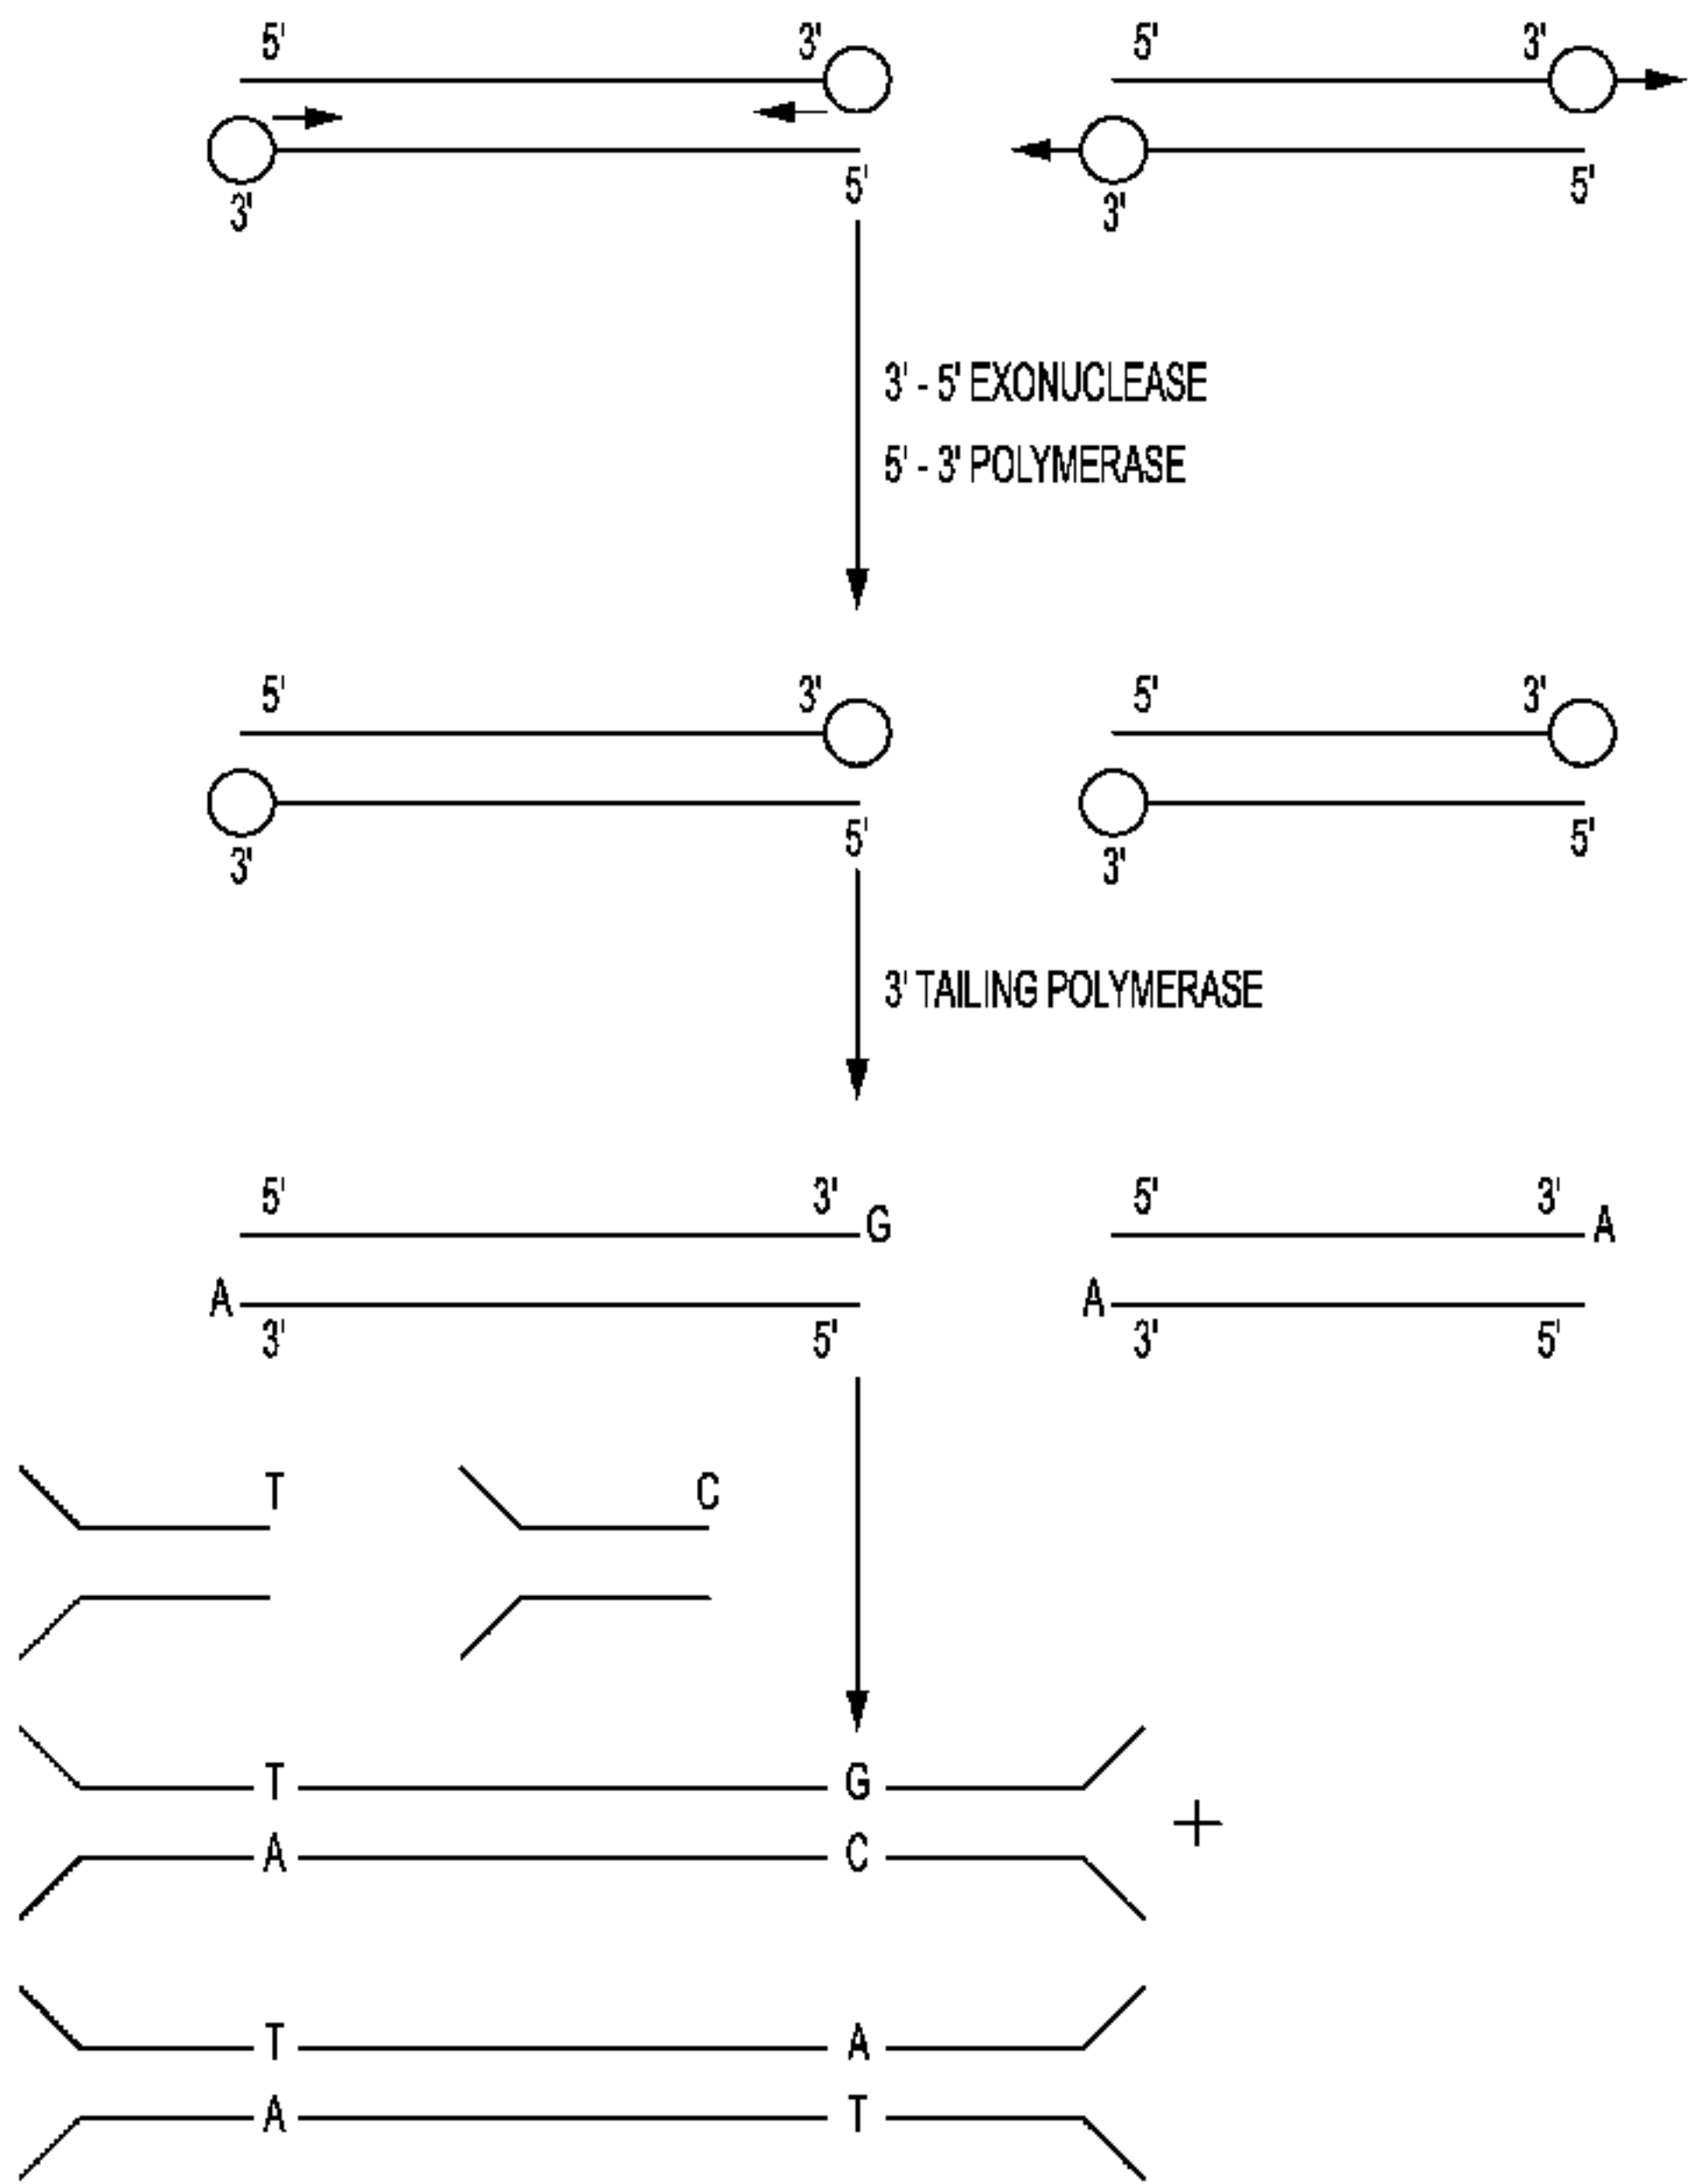 5' 3' 5' 3'
3' 5' 3' 5'
3' - 5' EXONUCLEASE
5' - 3' POLYMERASE
5' 3' 5' 3'
3' 5' 3' 5'
3' TAILING POLYMERASE
5' 3' G 5' 3' A
A 3' 5' A 3' 5'
T C
T G
+
A C
T A
A T